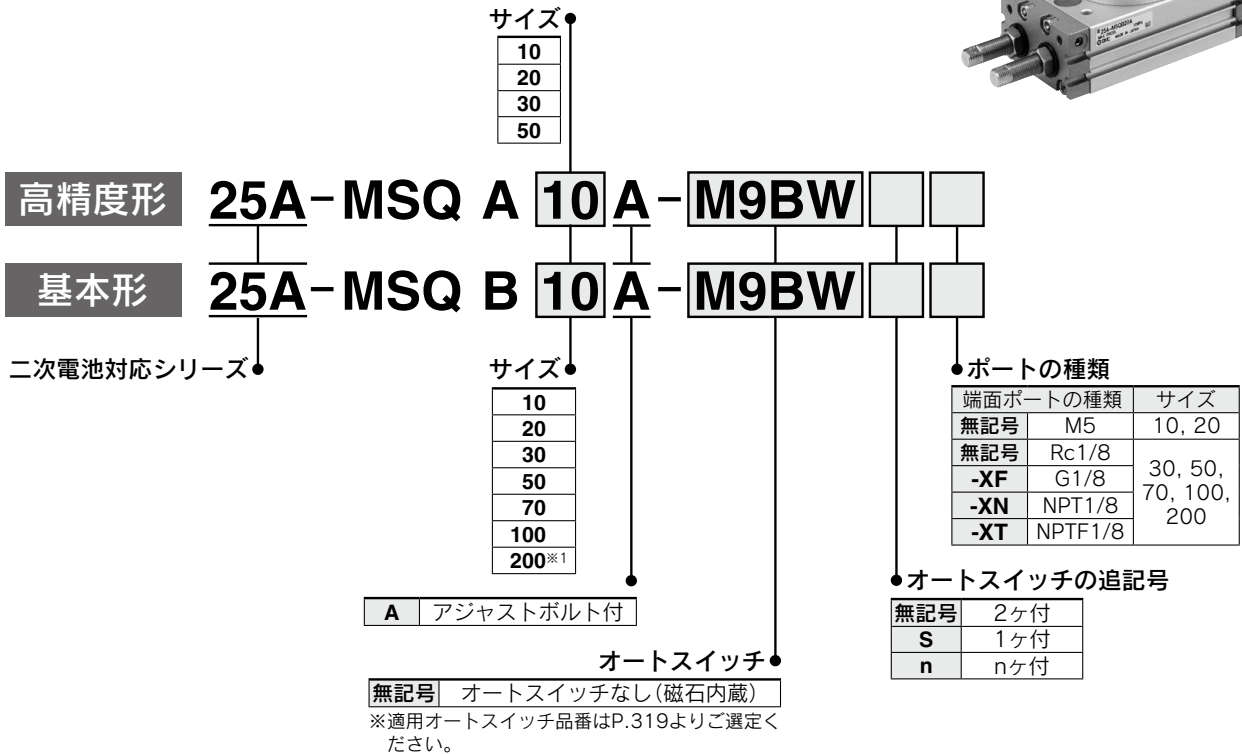 サイズ
10
20
30
50
高精度形 25A-MSQ A 10 A-M9BW
基本形 25A-MSQ B 10 A-M9BW
二次電池対応シリーズ
サイズ
10
20
30
50
70
100
200※1
A アジャストボルト付
オートスイッチ
無記号 オートスイッチなし(磁石内蔵)
※適用オートスイッチ品番はP.319よりご選定く
ださい。
ポートの種類
端面ポートの種類 サイズ
無記号 M5 10, 20
無記号 Rc1/8
-XF G1/8
-XN NPT1/8
-XT NPTF1/8
30, 50,
70, 100,
200
オートスイッチの追記号
無記号 2ヶ付
S 1ヶ付
n nヶ付